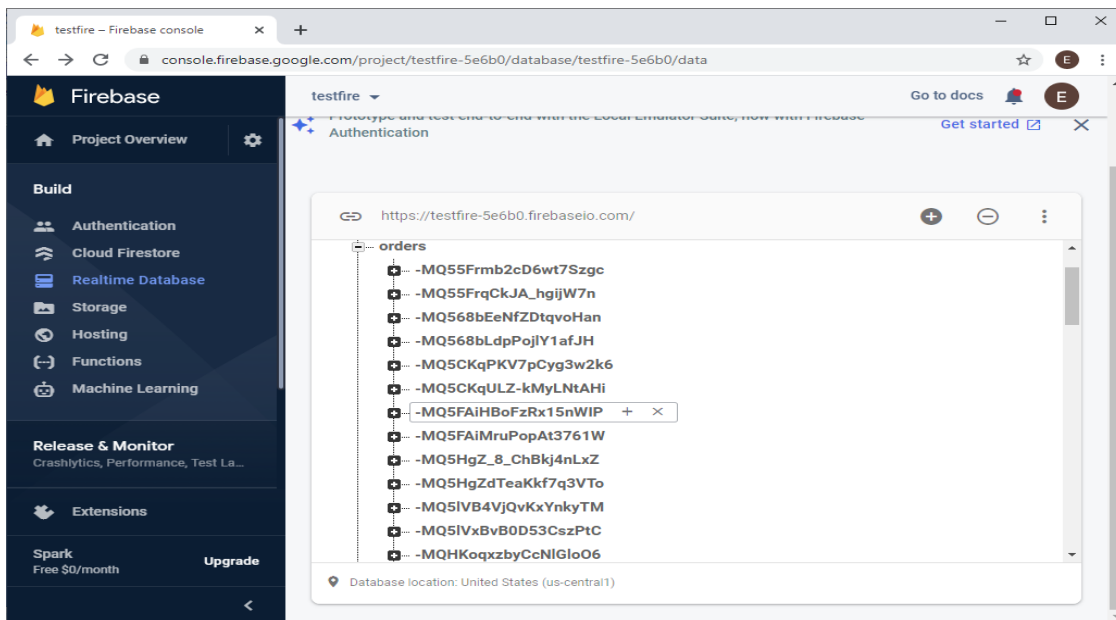 testfire – Firebase console
console.firebase.google.com/project/testfire-5e6b0/database/testfire-5e6b0/data
E
Firebase
testfire
Go to docs
E
Prototype and test end-to-end with the Local Emulator Suite, now with Firebase
Authentication
Get started
Project Overview
Build
Authentication
Cloud Firestore
Realtime Database
Storage
Hosting
Functions
Machine Learning
Release & Monitor
Crashlytics, Performance, Test La...
Extensions
Spark
Free $0/month
Upgrade
https://testfire-5e6b0.firebaseio.com/
orders
-MQ55Frmb2cD6wt7Szgc
-MQ55FrqCkJA_hgijW7n
-MQ568bEeNfZDtqvoHan
-MQ568bLdpPojlY1afJH
-MQ5CKqPKV7pCyg3w2k6
-MQ5CKqULZ-kMyLNtAHi
-MQ5FAiHBoFzRx15nWIP
-MQ5FAiMruPopAt3761W
-MQ5HgZ_8_ChBkj4nLxZ
-MQ5HgZdTeaKkf7q3VTo
-MQ5lVB4VjQvKxYnkyTM
-MQ5lVxBvB0D53CszPtC
-MQHKoqxzbyCcNlGloO6
Database location: United States (us-central1)